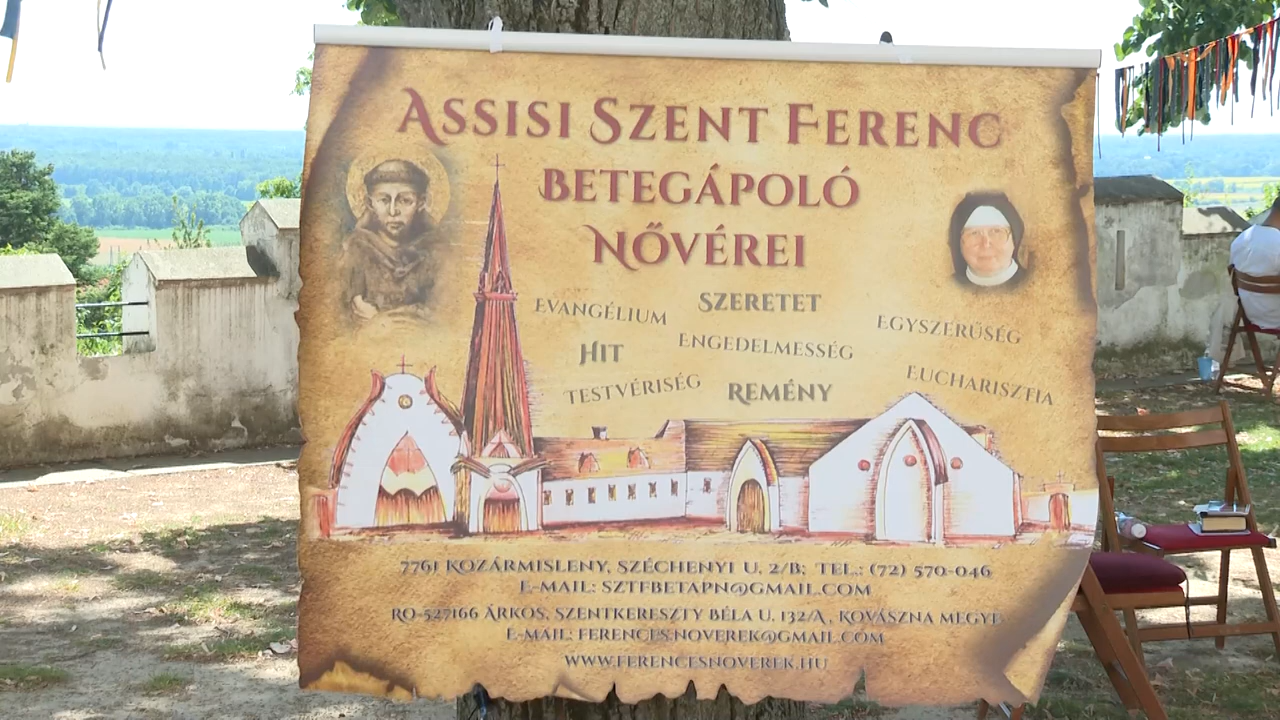 Assisi Szent Ferenc
Betegápoló
Nővérei
Evangélium
Szeretet
Egyszerűség
Hit
Engedelmesség
Testvériség
Remény
Eucharisztia
7761 Kozármisleny, Széchenyi u. 2/B; Tel.: (72) 570-046
E-mail: sztfbetapn@gmail.com
RO-527166 Árkos, Szentkereszty Béla u. 132/A, Kovászna megye
E-mail: ferences.noverek@gmail.com
www.ferencesnoverek.hu